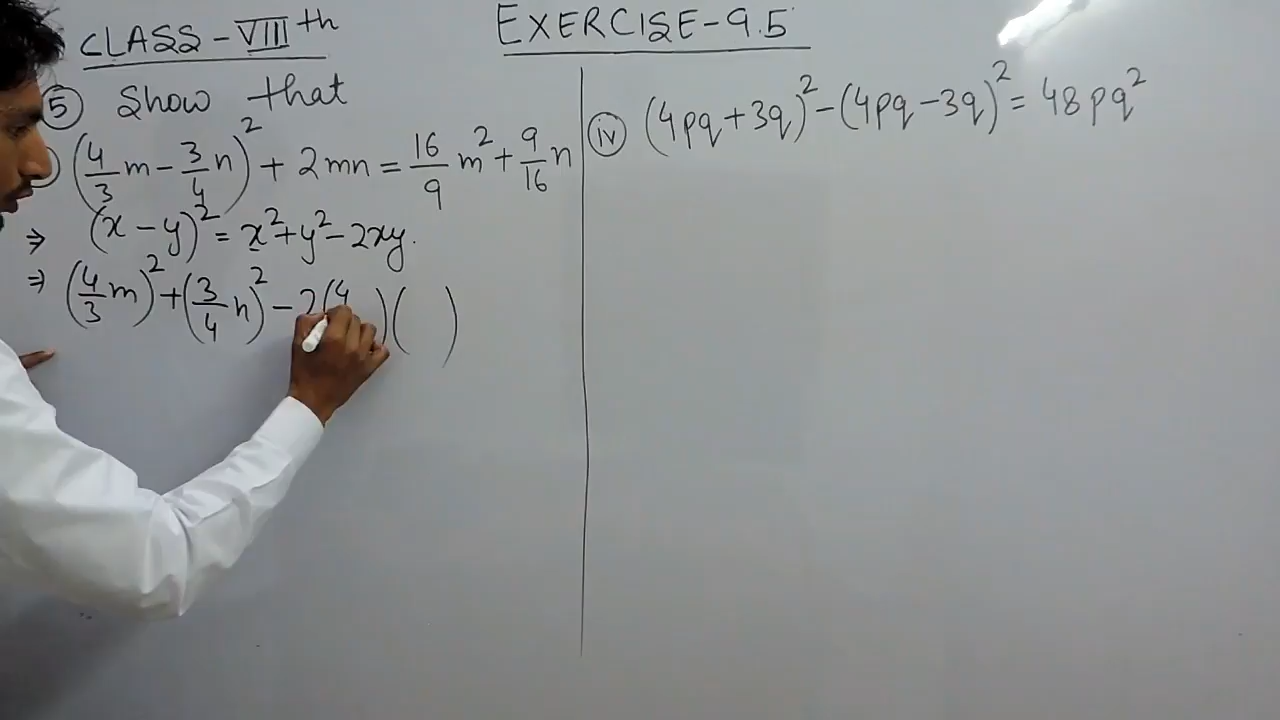 CLASS - VIIIth
EXERCISE - 9.5
5 Show that
(4/3 m - 3/4 n)² + 2mn = 16/9 m² + 9/16 n
⇒ (x - y)² = x² + y² - 2xy.
⇒ (4/3 m)² + (3/4 n)² - 2(4 )( )
iv (4pq + 3q)² - (4pq - 3q)² = 48pq²